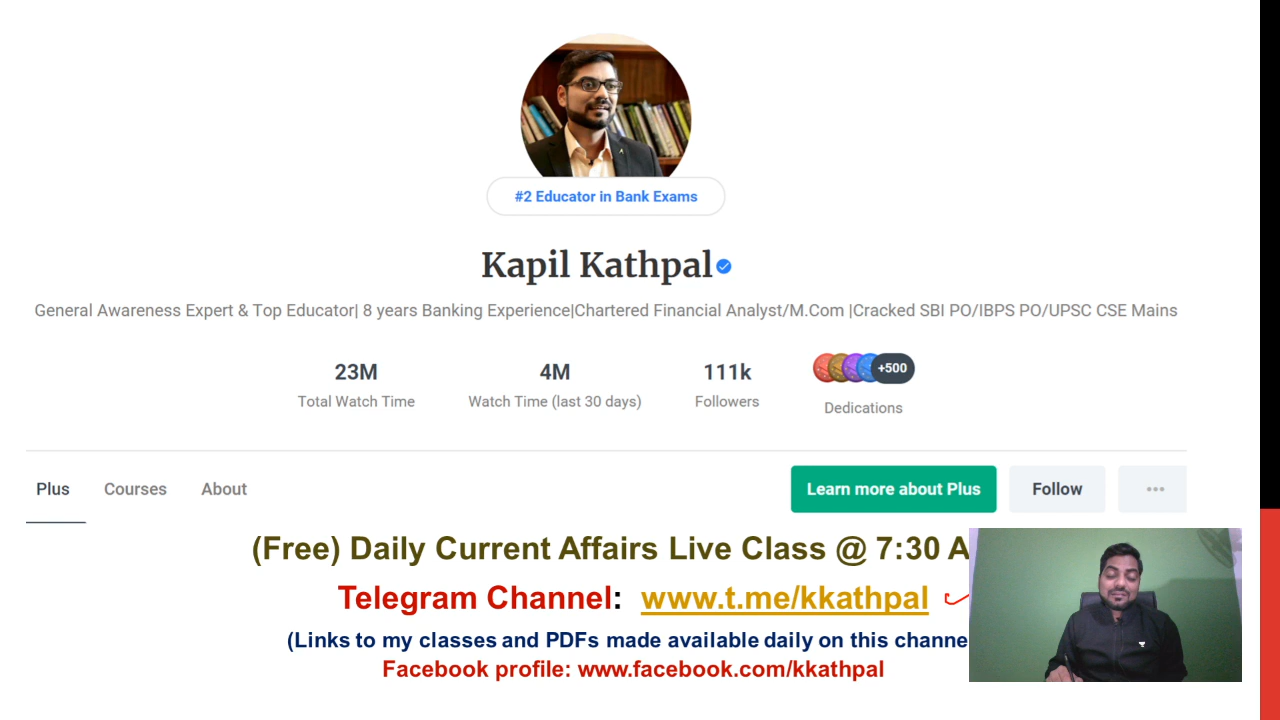 #2 Educator in Bank Exams
Kapil Kathpal
General Awareness Expert & Top Educator| 8 years Banking Experience|Chartered Financial Analyst/M.Com |Cracked SBI PO/IBPS PO/UPSC CSE Mains
23M 4M 111k +500
Total Watch Time Watch Time (last 30 days) Followers Dedications
Plus Courses About Learn more about Plus Follow ...
(Free) Daily Current Affairs Live Class @ 7:30 A
Telegram Channel: www.t.me/kkathpal
(Links to my classes and PDFs made available daily on this channe
Facebook profile: www.facebook.com/kkathpal